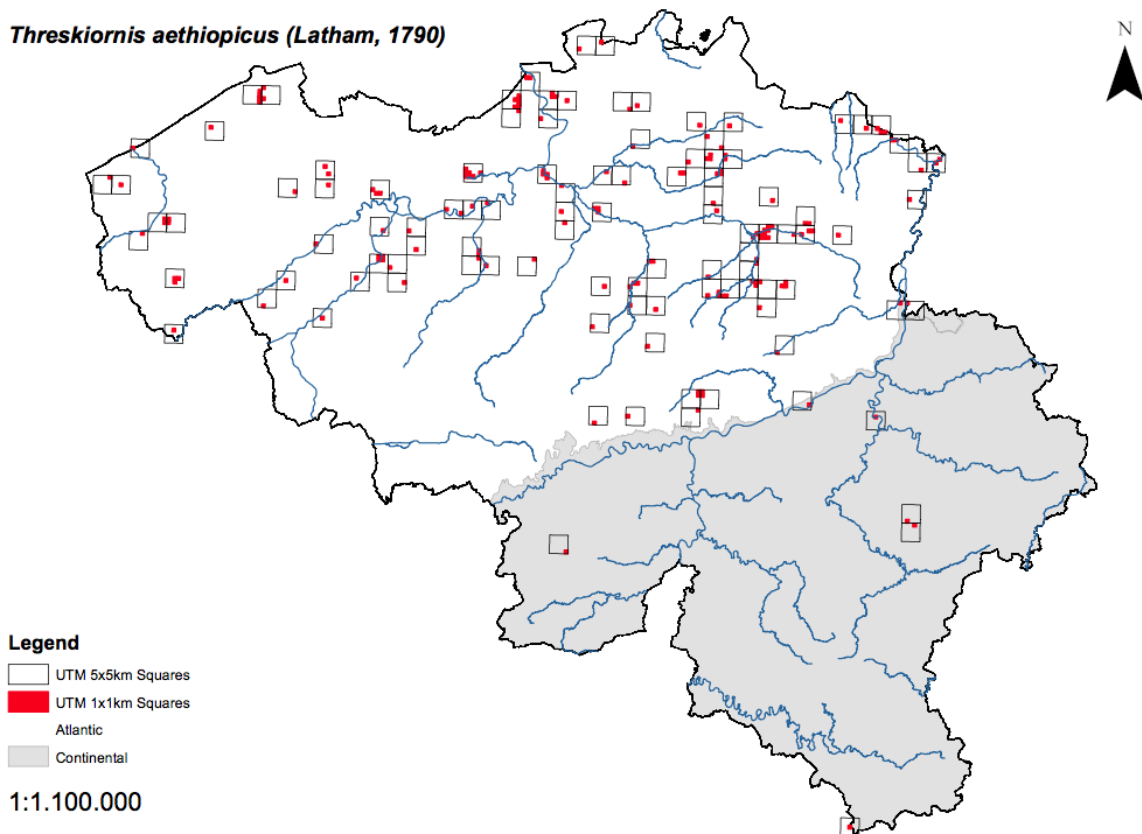 Threskiornis aethiopicus (Latham, 1790)
N
Legend
UTM 5x5km Squares
UTM 1x1km Squares
Atlantic
Continental
1:1.100.000